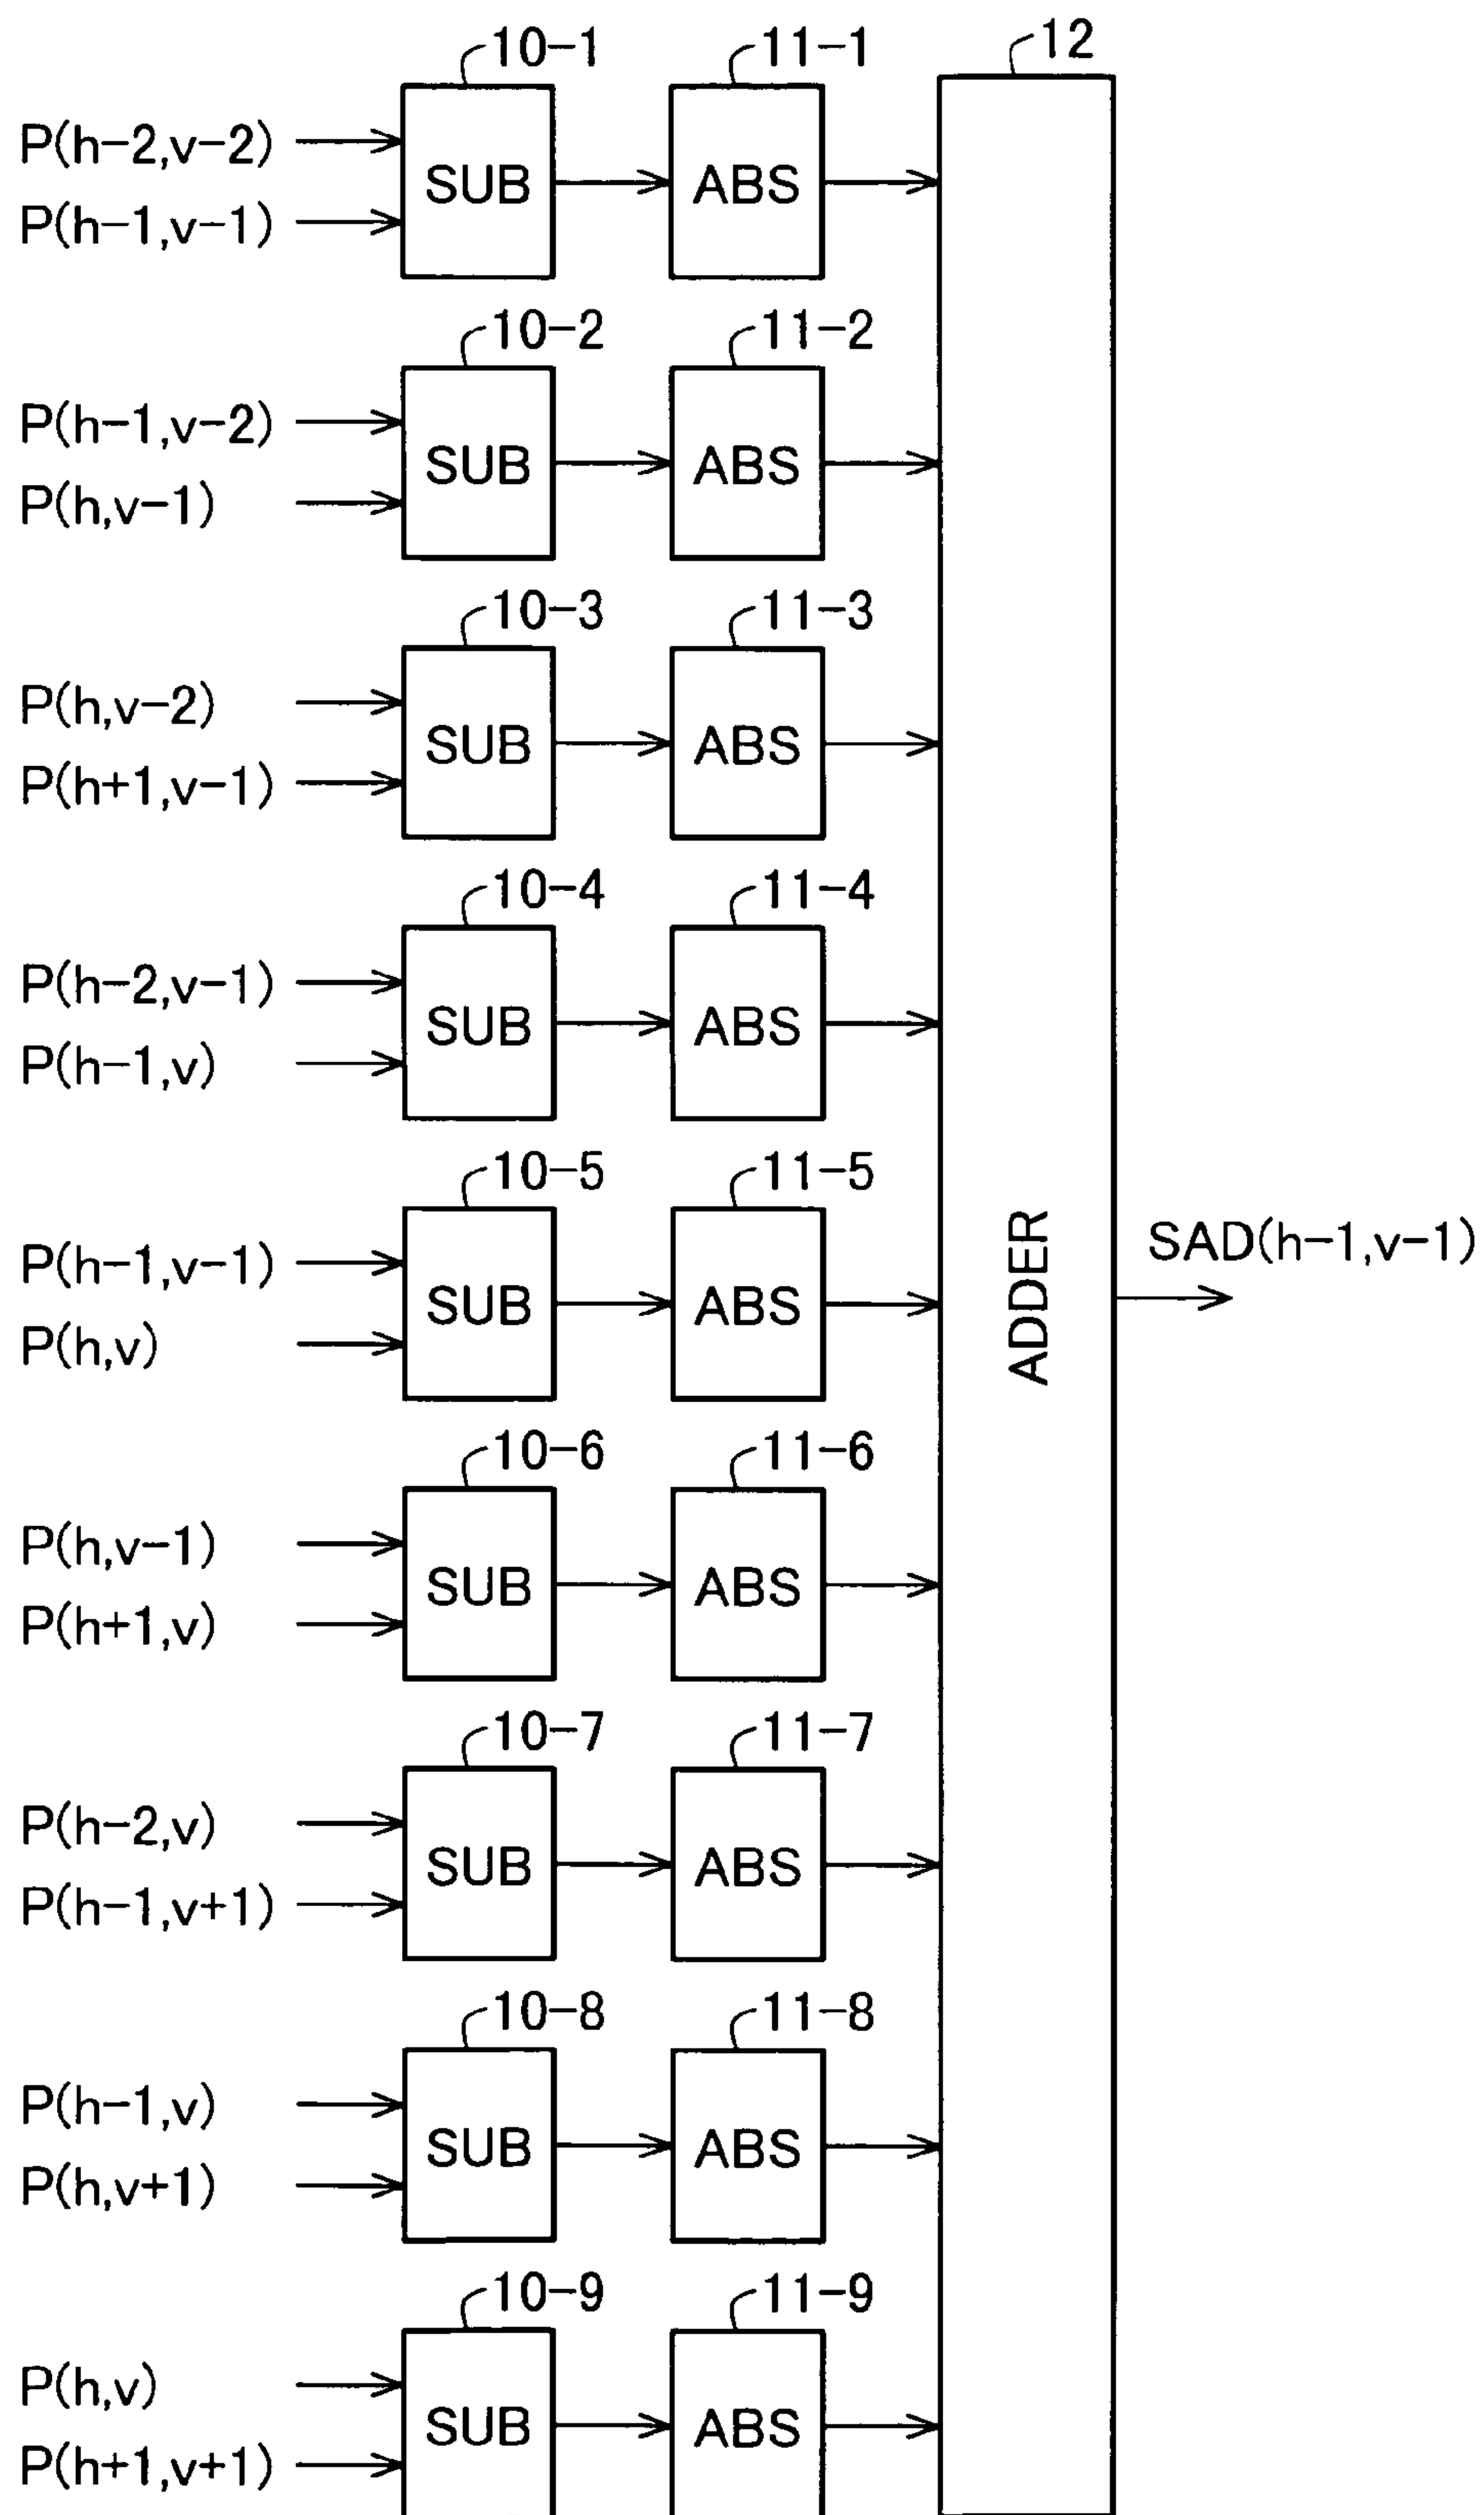 10-1 11-1 12
P(h-2,v-2)
SUB ABS
P(h-1,v-1)
10-2 11-2
P(h-1,v-2)
SUB ABS
P(h,v-1)
10-3 11-3
P(h,v-2)
SUB ABS
P(h+1,v-1)
10-4 11-4
P(h-2,v-1)
SUB ABS
P(h-1,v)
10-5 11-5
P(h-1,v-1)
SUB ABS
P(h,v)
ADDER
SAD(h-1,v-1)
10-6 11-6
P(h,v-1)
SUB ABS
P(h+1,v)
10-7 11-7
P(h-2,v)
SUB ABS
P(h-1,v+1)
10-8 11-8
P(h-1,v)
SUB ABS
P(h,v+1)
10-9 11-9
P(h,v)
SUB ABS
P(h+1,v+1)